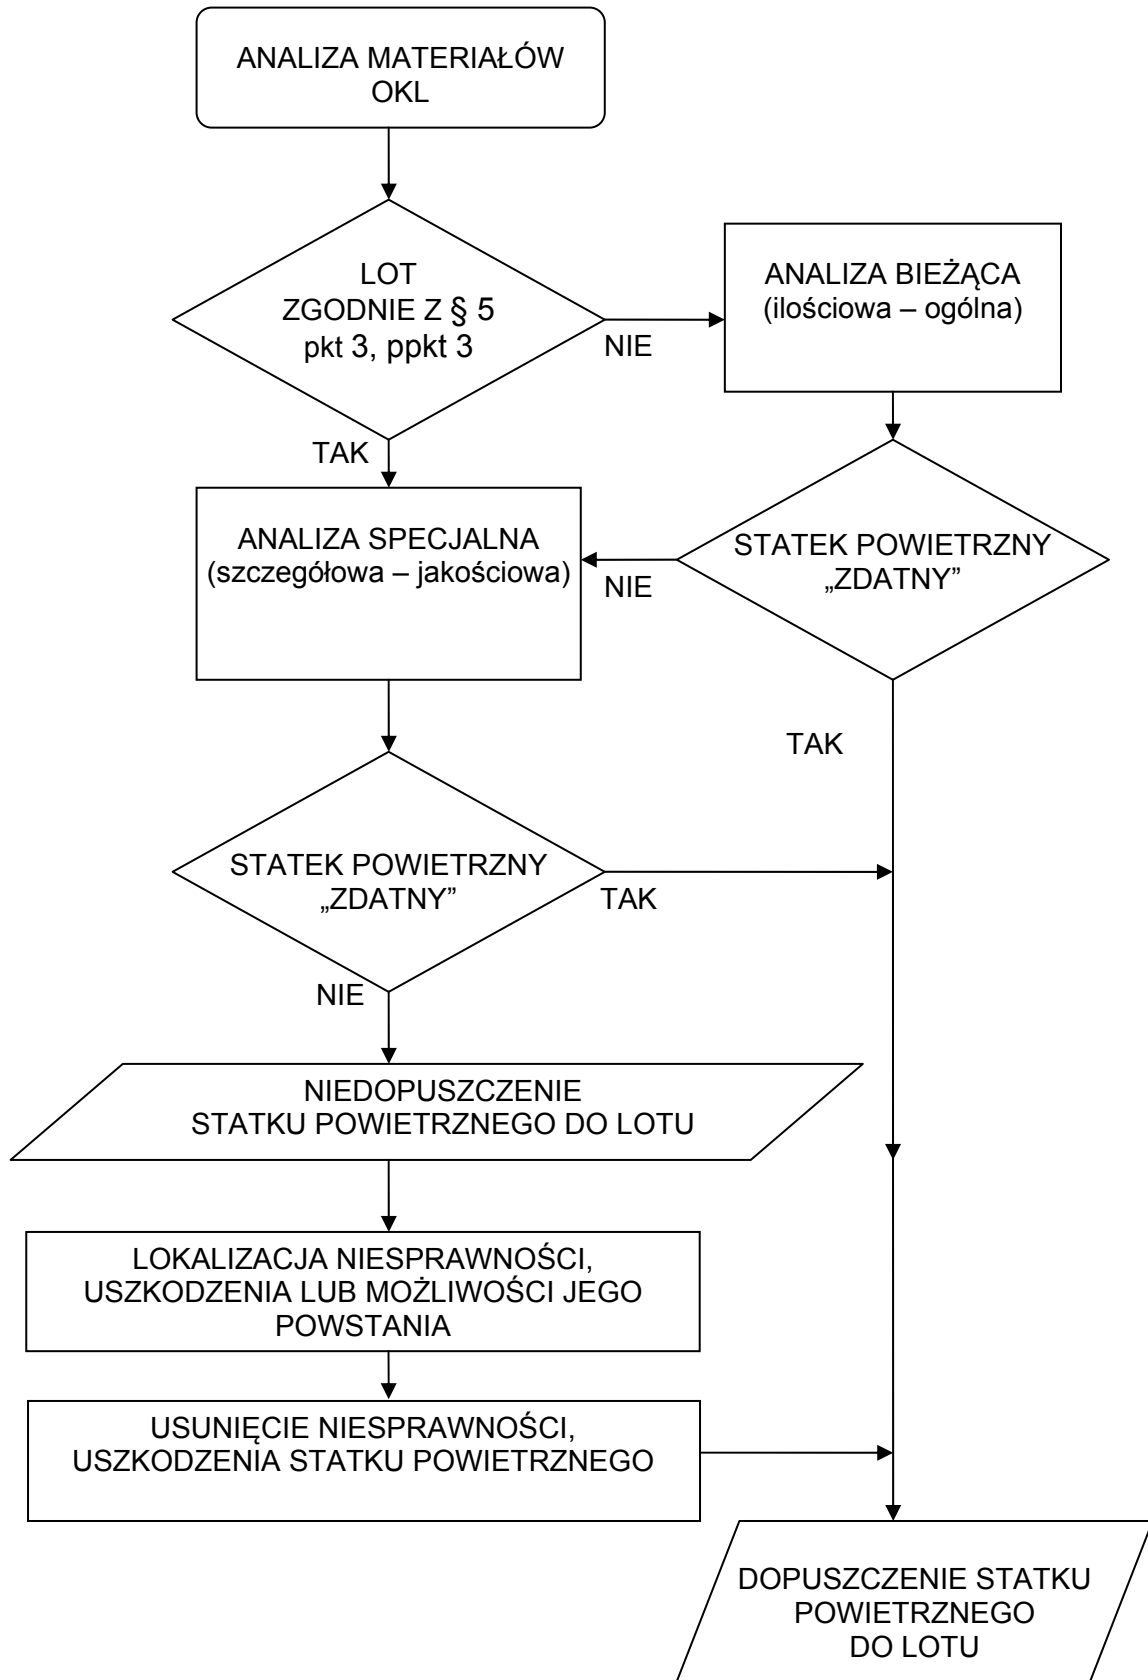 ANALIZA MATERIAŁÓW
OKL
LOT
ZGODNIE Z § 5
pkt 3, ppkt 3
NIE
TAK
ANALIZA BIEŻĄCA
(ilościowa – ogólna)
STATEK POWIETRZNY
„ZDATNY”
NIE
TAK
ANALIZA SPECJALNA
(szczegółowa – jakościowa)
STATEK POWIETRZNY
„ZDATNY”
TAK
NIE
NIEDOPUSZCZENIE
STATKU POWIETRZNEGO DO LOTU
LOKALIZACJA NIESPRAWNOŚCI,
USZKODZENIA LUB MOŻLIWOŚCI JEGO
POWSTANIA
USUNIĘCIE NIESPRAWNOŚCI,
USZKODZENIA STATKU POWIETRZNEGO
DOPUSZCZENIE STATKU
POWIETRZNEGO
DO LOTU